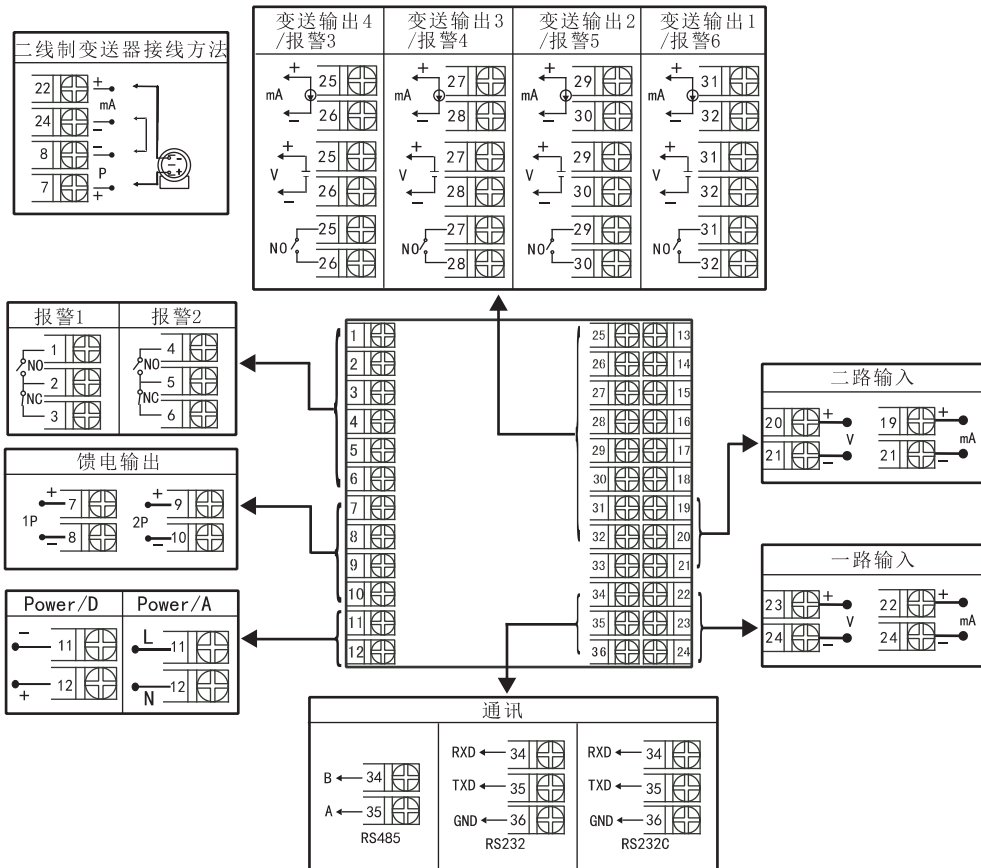 二线制变送器接线方法
22
+
mA
24
-
8
-
P
7
+
变送输出4 变送输出3 变送输出2 变送输出1
/报警3 /报警4 /报警5 /报警6
+ 25 + 27 + 29 + 31
mA mA mA mA
- 26 - 28 - 30 - 32
+ 25 + 27 + 29 + 31
V V V V
- 26 - 28 - 30 - 32
25 27 29 31
NO NO NO NO
26 28 30 32
报警1 报警2
1 4
NO NO
2 5
NC NC
3 6
馈电输出
+ 7 + 9
1P 2P
- 8 - 10
Power/D Power/A
- 11 L 11
+ 12 N 12
1 25 13
2 26 14
3 27 15
4 28 16
5 29 17
6 30 18
7 31 19
8 32 20
9 33 21
10 34 22
11 35 23
12 36 24
二路输入
20 + 19 +
V mA
21 - 21 -
一路输入
23 + 22 +
V mA
24 - 24 -
通讯
RXD 34 RXD 34
B 34 TXD 35 TXD 35
A 35 GND 36 GND 36
RS485 RS232 RS232C